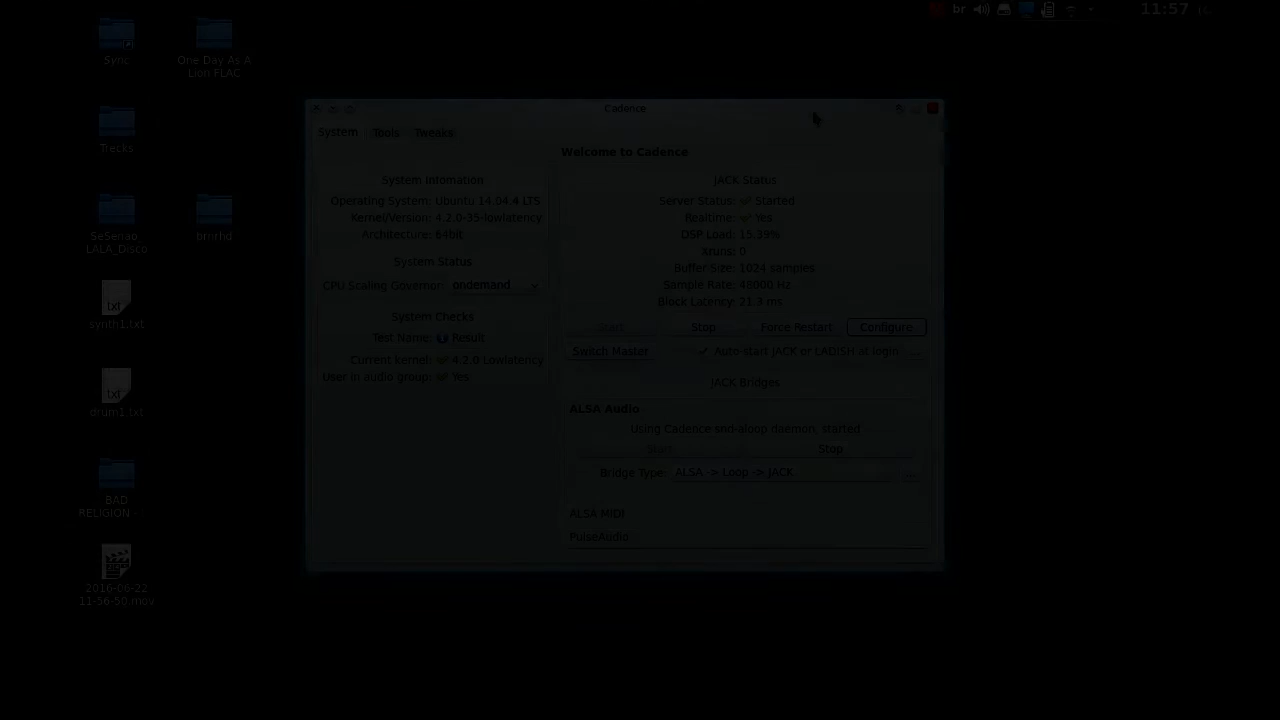 br
11:57
Sync
One Day As A
Lion FLAC
Trecks
SeSenao_
LALA_Disco
brrrhd
synth1.txt
drum1.txt
BAD
RELIGION - ...
2016-06-22
11-56-50.mov
Cadence
System Tools Tweaks
System Infomation
Operating System: Ubuntu 14.04.4 LTS
Kernel/Version: 4.2.0-35-lowlatency
Architecture: 64bit
System Status
CPU Scaling Governor: ondemand
System Checks
Test Name: Result
Current kernel: 4.2.0 Lowlatency
User in audio group: Yes
Welcome to Cadence
JACK Status
Server Status: Started
Realtime: Yes
DSP Load: 15.39%
Xruns: 0
Buffer Size: 1024 samples
Sample Rate: 48000 Hz
Block Latency: 21.3 ms
Start Stop Force Restart Configure
Switch Master Auto-start JACK or LADISH at login ...
JACK Bridges
ALSA Audio
Using Cadence snd-aloop daemon, started
Start Stop
Bridge Type: ALSA -> Loop -> JACK ...
ALSA MIDI
PulseAudio